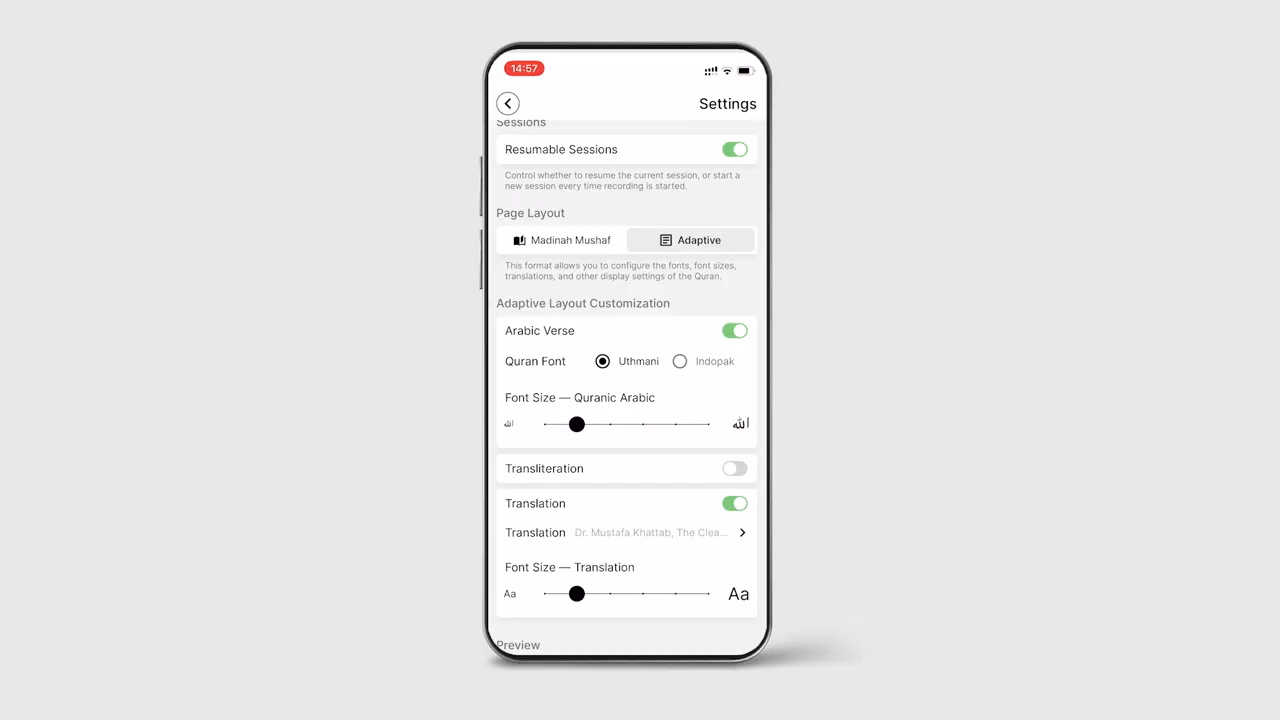 14:57
Settings
Sessions
Resumable Sessions
Control whether to resume the current session, or start a
new session every time recording is started.
Page Layout
Madinah Mushaf
Adaptive
This format allows you to configure the fonts, font sizes,
translations, and other display settings of the Quran.
Adaptive Layout Customization
Arabic Verse
Quran Font Uthmani Indopak
Font Size — Quranic Arabic
الله الله
Transliteration
Translation
Translation Dr. Mustafa Khattab, The Clea...
Font Size — Translation
Aa Aa
Preview